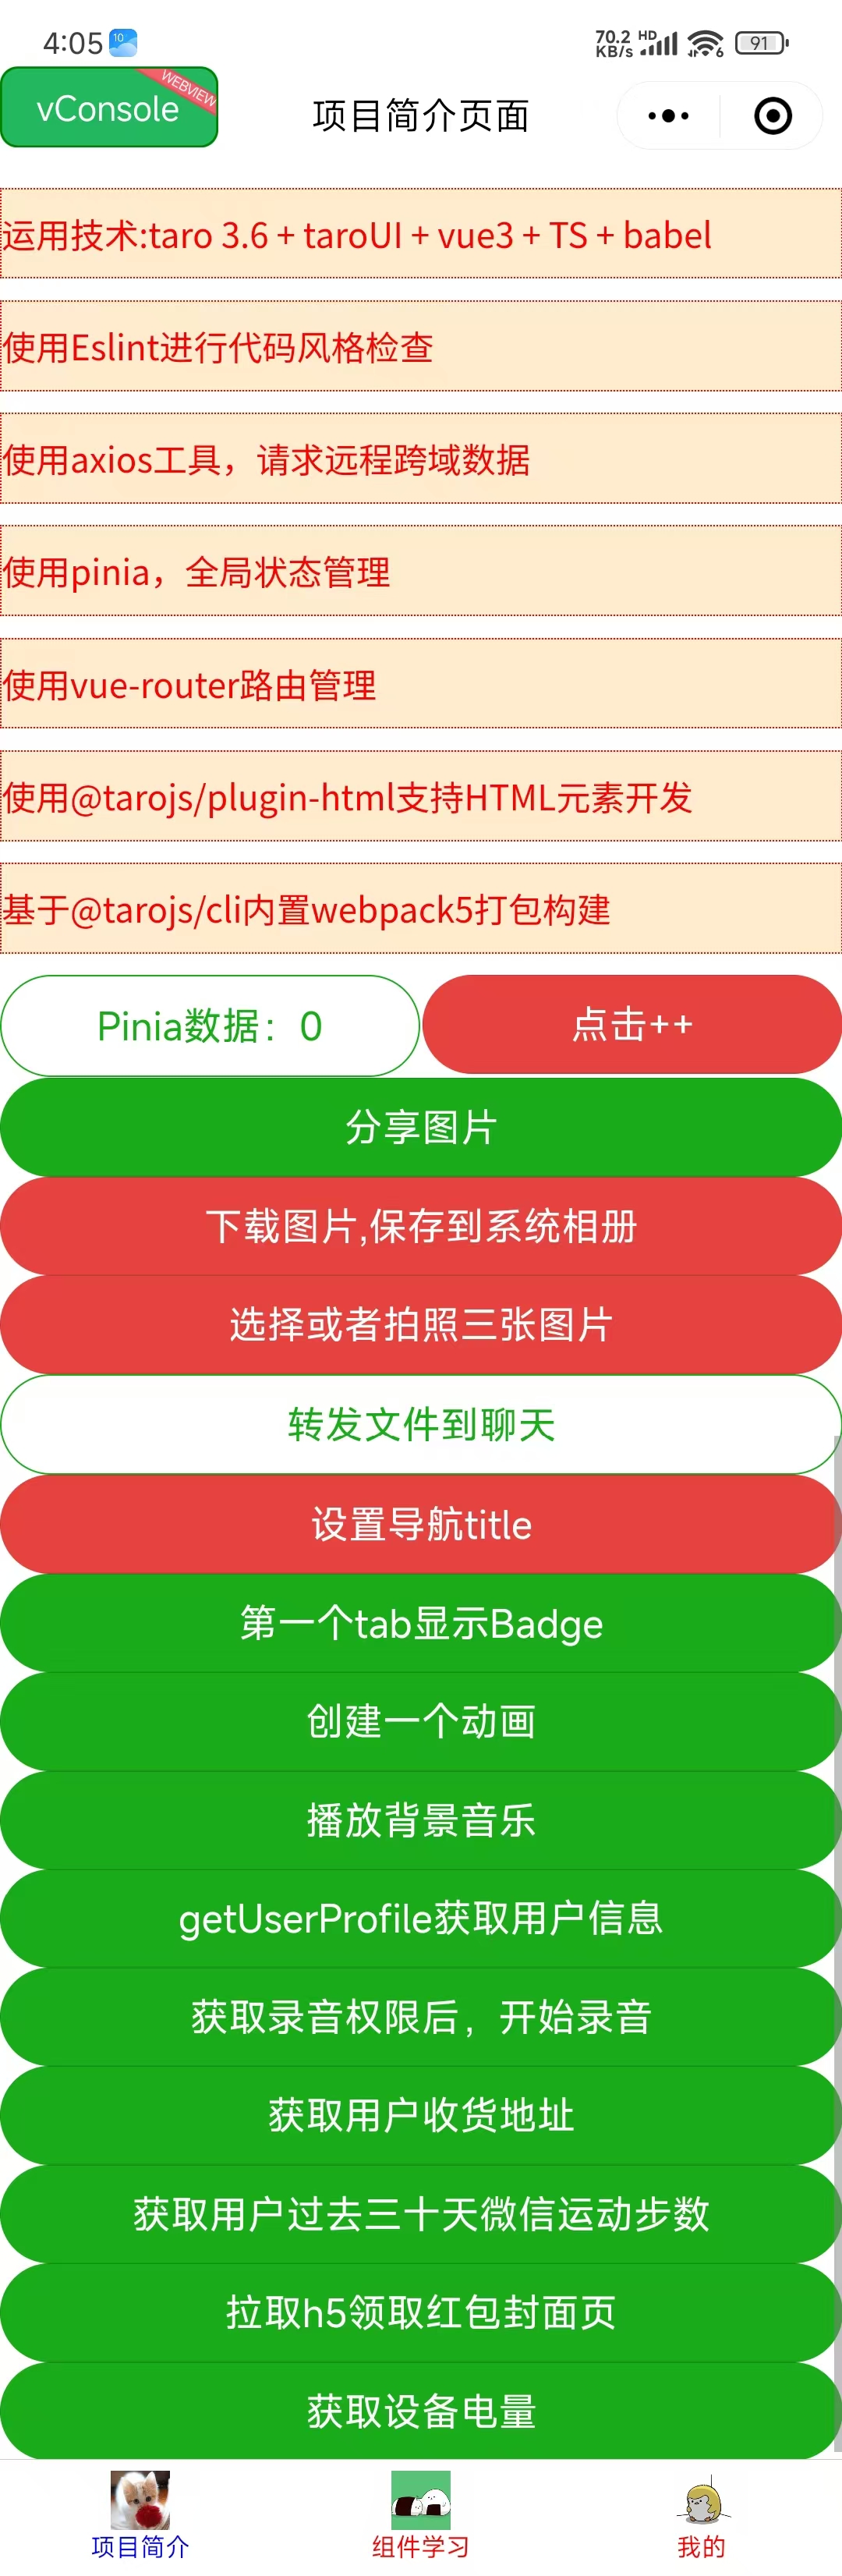 4:05
10
70.2
KB/s
HD
6
91
vConsole
WEBVIEW
项目简介页面
运用技术:taro 3.6 + taroUI + vue3 + TS + babel
使用Eslint进行代码风格检查
使用axios工具，请求远程跨域数据
使用pinia，全局状态管理
使用vue-router路由管理
使用@tarojs/plugin-html支持HTML元素开发
基于@tarojs/cli内置webpack5打包构建
Pinia数据：0
点击++
分享图片
下载图片,保存到系统相册
选择或者拍照三张图片
转发文件到聊天
设置导航title
第一个tab显示Badge
创建一个动画
播放背景音乐
getUserProfile获取用户信息
获取录音权限后，开始录音
获取用户收货地址
获取用户过去三十天微信运动步数
拉取h5领取红包封面页
获取设备电量
项目简介
组件学习
我的